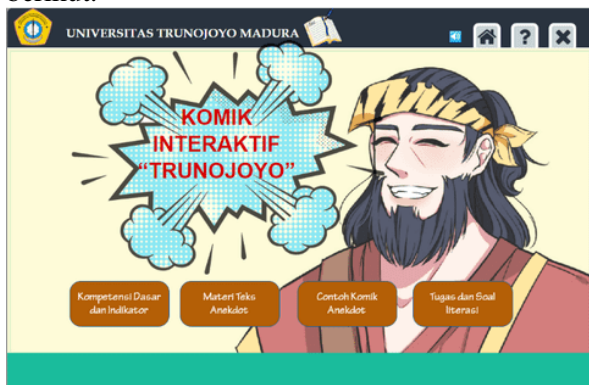 UNIVERSITAS TRUNOJOYO MADURA
?
KOMIK
INTERAKTIF
“TRUNOJOYO”
Kompetensi Dasar
dan Indikator
Materi Teks
Anekdot
Contoh Komik
Anekdot
Tugas dan Soal
literasi